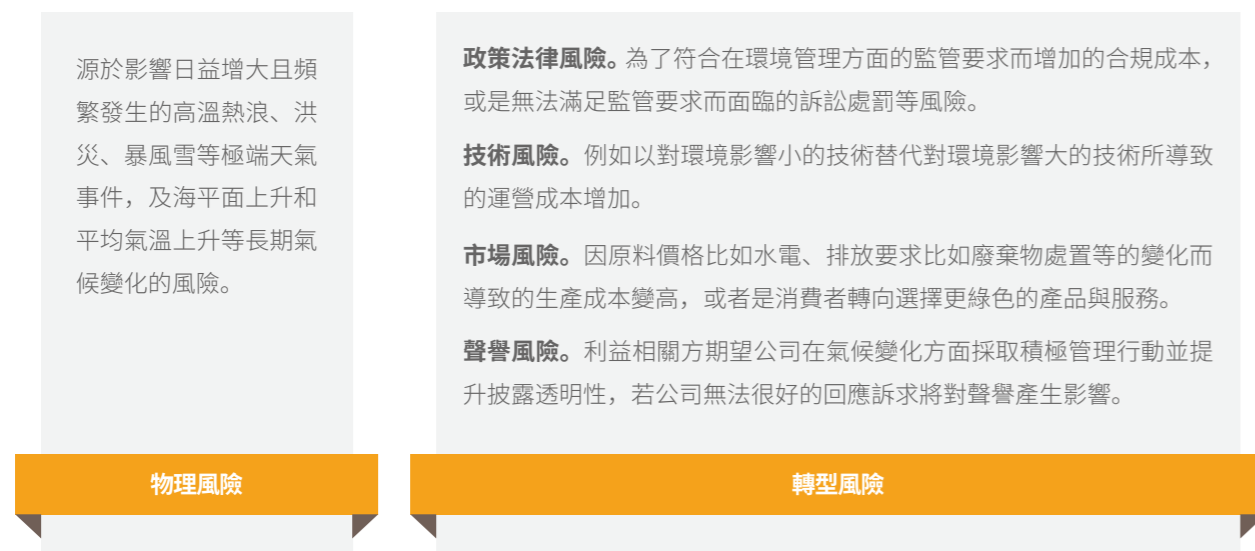 源於影響日益增大且頻
繁發生的高溫熱浪、洪
災、暴風雪等極端天氣
事件，及海平面上升和
平均氣溫上升等長期氣
候變化的風險。
物理風險
政策法律風險。為了符合在環境管理方面的監管要求而增加的合規成本，
或是無法滿足監管要求而面臨的訴訟處罰等風險。
技術風險。例如以對環境影響小的技術替代對環境影響大的技術所導致
的運營成本增加。
市場風險。因原料價格比如水電、排放要求比如廢棄物處置等的變化而
導致的生產成本變高，或者是消費者轉向選擇更綠色的產品與服務。
聲譽風險。利益相關方期望公司在氣候變化方面採取積極管理行動並提
升披露透明性，若公司無法很好的回應訴求將對聲譽產生影響。
轉型風險